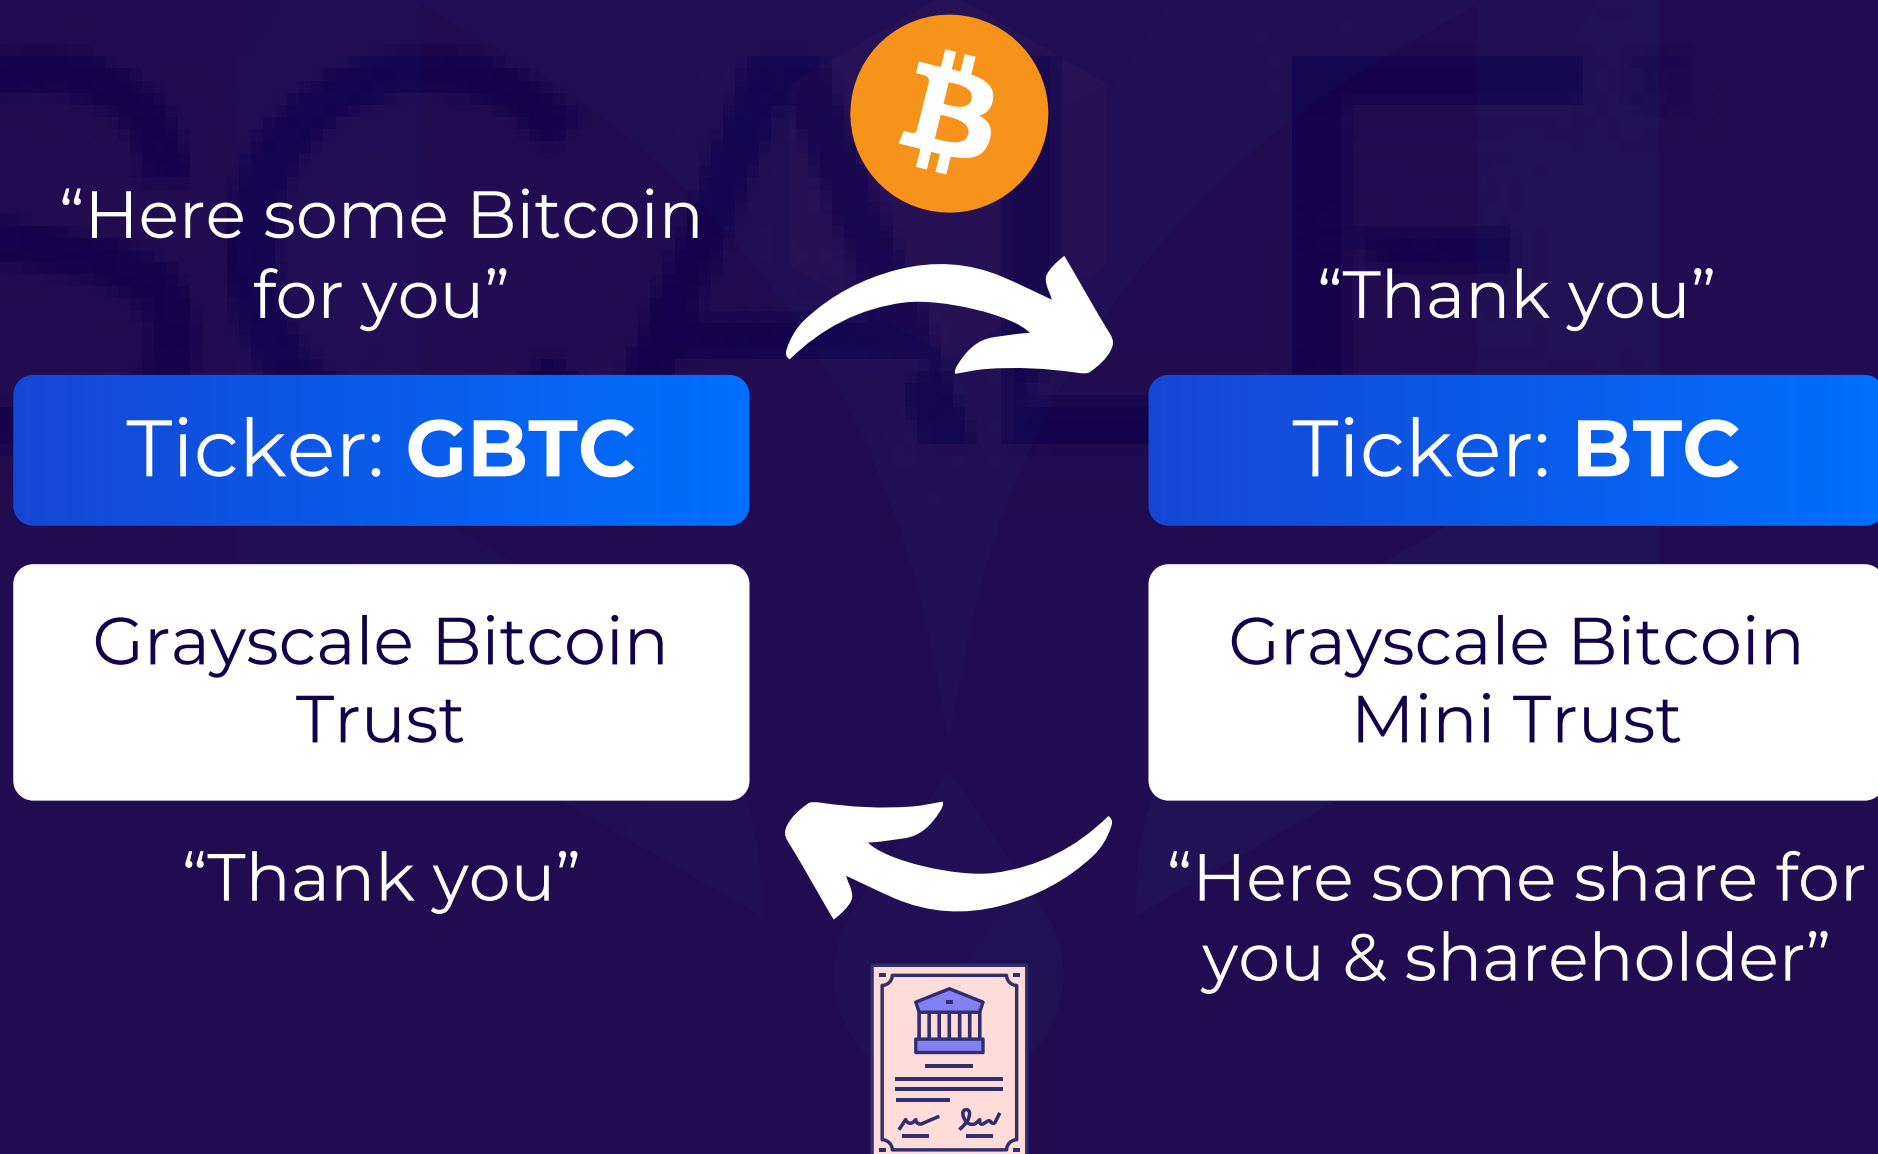 “Here some Bitcoin
for you”
“Thank you”
Ticker: GBTC
Ticker: BTC
Grayscale Bitcoin
Trust
Grayscale Bitcoin
Mini Trust
“Thank you”
“Here some share for
you & shareholder”